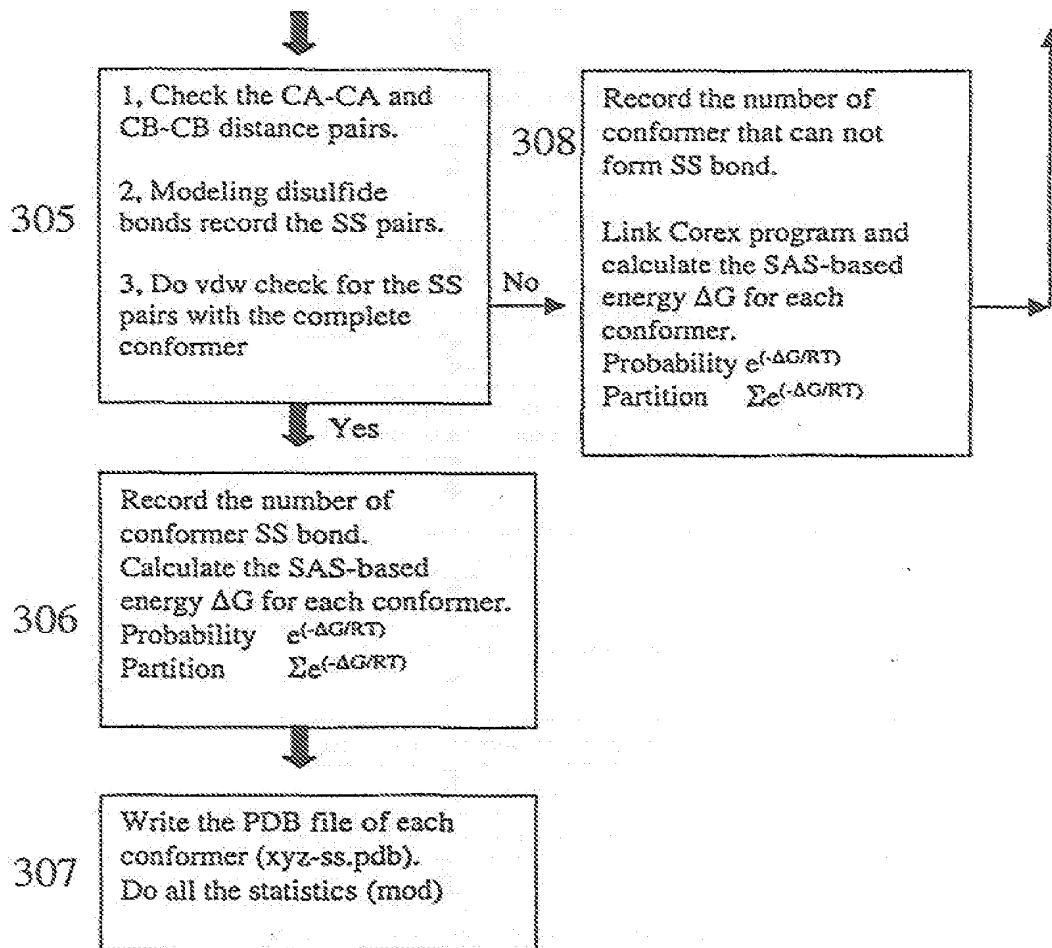 305
1, Check the CA-CA and
CB-CB distance pairs.
2, Modeling disulfide
bonds record the SS pairs.
3, Do vdw check for the SS
pairs with the complete
conformer
No
Yes
308
Record the number of
conformer that can not
form SS bond.
Link Corex program and
calculate the SAS-based
energy ΔG for each
conformer.
Probability e(-ΔG/RT)
Partition Σe(-ΔG/RT)
306
Record the number of
conformer SS bond.
Calculate the SAS-based
energy ΔG for each conformer.
Probability e(-ΔG/RT)
Partition Σe(-ΔG/RT)
307
Write the PDB file of each
conformer (xyz-ss.pdb).
Do all the statistics (mod)